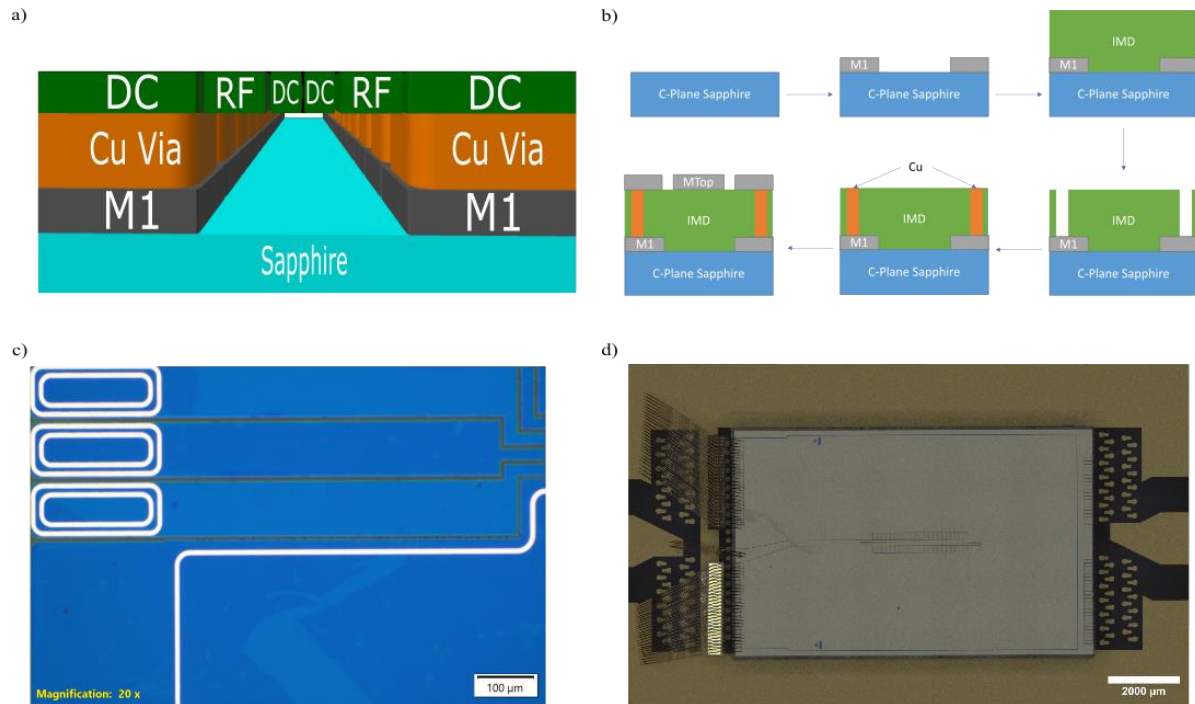 a)
DC RF DC DC RF DC
Cu Via Cu Via
M1 M1
Sapphire
b)
C-Plane Sapphire
M1
C-Plane Sapphire
IMD
M1
C-Plane Sapphire
MTop
IMD
M1
C-Plane Sapphire
Cu
IMD
M1
C-Plane Sapphire
IMD
M1
C-Plane Sapphire
c)
Magnification: 20 x
100 µm
d)
2000 µm